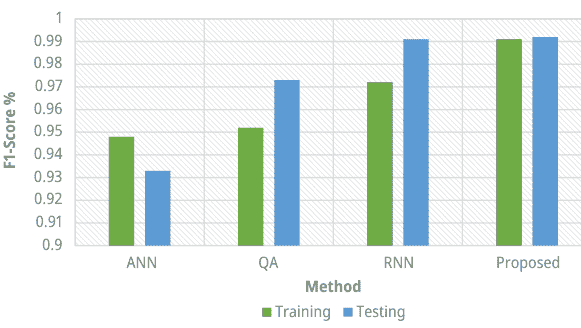 F1-Score %
1
0.99
0.98
0.97
0.96
0.95
0.94
0.93
0.92
0.91
0.9
ANN QA RNN Proposed
Method
Training Testing